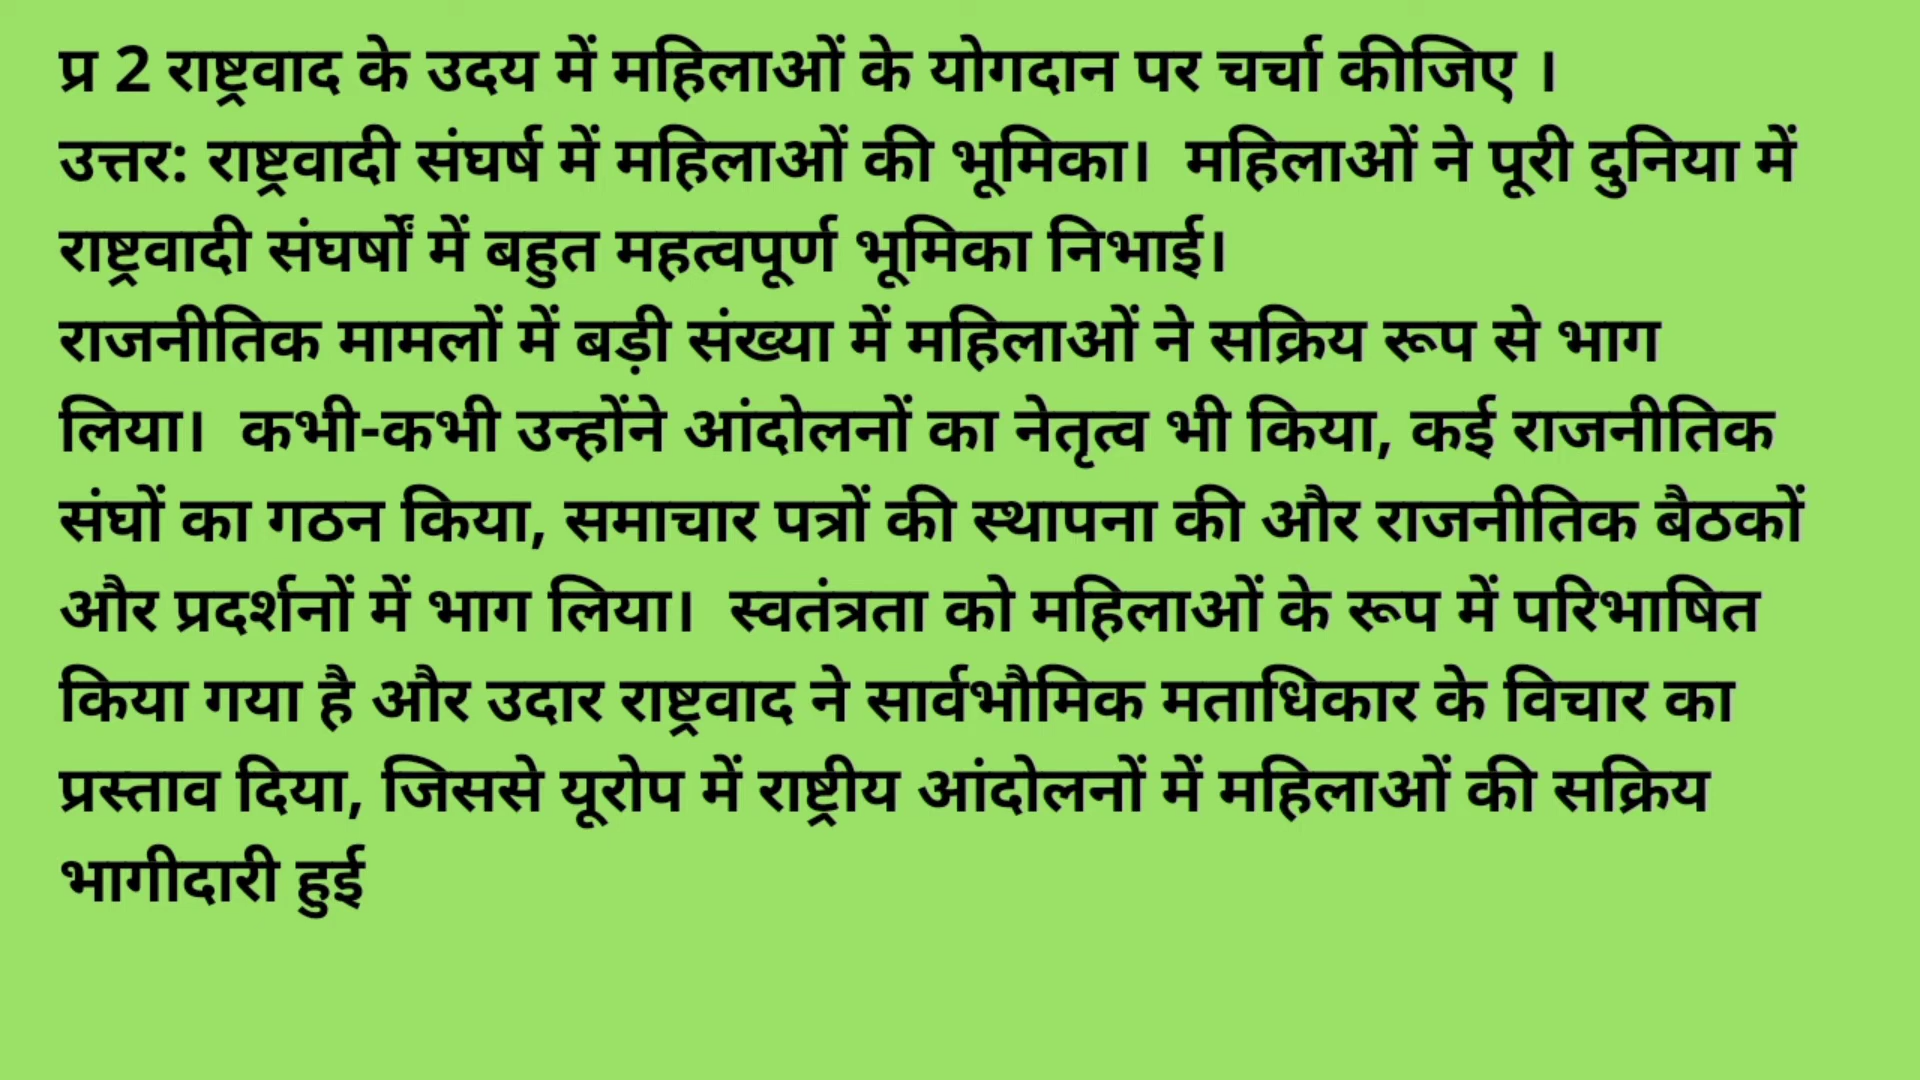 प्र 2 राष्ट्रवाद के उदय में महिलाओं के योगदान पर चर्चा कीजिए ।
उत्तर: राष्ट्रवादी संघर्ष में महिलाओं की भूमिका। महिलाओं ने पूरी दुनिया में
राष्ट्रवादी संघर्षों में बहुत महत्वपूर्ण भूमिका निभाई।
राजनीतिक मामलों में बड़ी संख्या में महिलाओं ने सक्रिय रूप से भाग
लिया। कभी-कभी उन्होंने आंदोलनों का नेतृत्व भी किया, कई राजनीतिक
संघों का गठन किया, समाचार पत्रों की स्थापना की और राजनीतिक बैठकों
और प्रदर्शनों में भाग लिया। स्वतंत्रता को महिलाओं के रूप में परिभाषित
किया गया है और उदार राष्ट्रवाद ने सार्वभौमिक मताधिकार के विचार का
प्रस्ताव दिया, जिससे यूरोप में राष्ट्रीय आंदोलनों में महिलाओं की सक्रिय
भागीदारी हुई